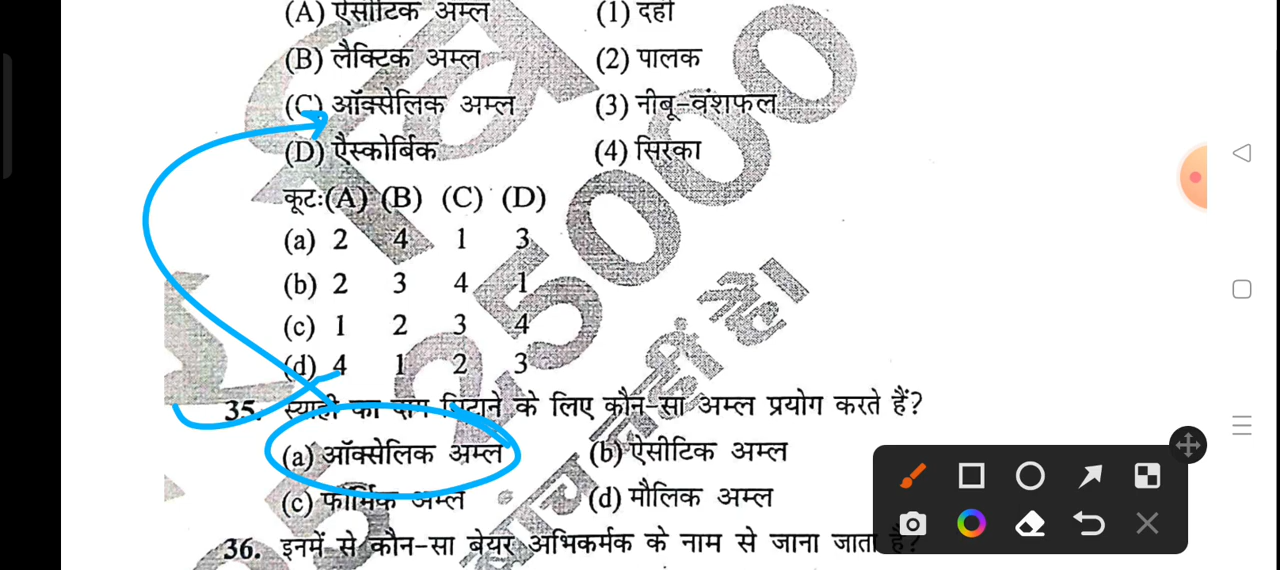 (A) ऐसीटिक अम्ल (1) दही
(B) लैक्टिक अम्ल (2) पालक
(C) ऑक्सेलिक अम्ल (3) नीबू-वंशफल
(D) ऐस्कोर्बिक (4) सिरका
कूटः(A) (B) (C) (D)
(a) 2 4 1 3
(b) 2 3 4 1
(c) 1 2 3 4
(d) 4 1 2 3
35. स्याही का दाग मिटाने के लिए कौन-सा अम्ल प्रयोग करते हैं?
(a) ऑक्सेलिक अम्ल (b) ऐसीटिक अम्ल
(c) फॉर्मिक अम्ल (d) मौलिक अम्ल
36. इनमें से कौन-सा बेयर अभिकर्मक के नाम से जाना जाता है?